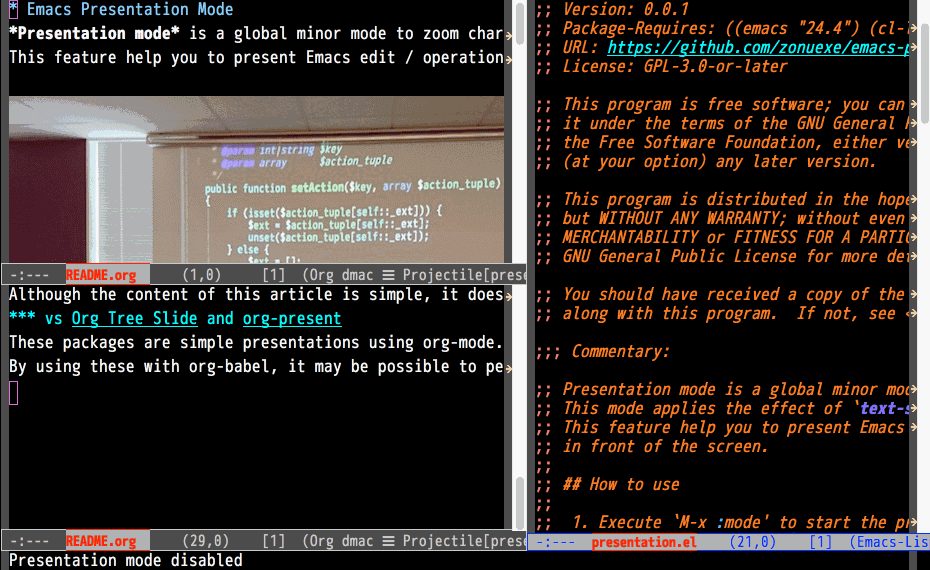 * Emacs Presentation Mode
*Presentation mode* is a global minor mode to zoom char
This feature help you to present Emacs edit / operation
* @param int|string $key
* @param array $action_tuple
*/
public function setAction($key, array $action_tuple)
{
if (isset($action_tuple[self::_ext])) {
$ext = $action_tuple[self::_ext];
unset($action_tuple[self::_ext]);
} else {
$ext = [];
-:--- README.org (1,0) [1] (Org dmac ☰ Projectile[prese
Although the content of this article is simple, it does
*** vs Org Tree Slide and org-present
These packages are simple presentations using org-mode.
By using these with org-babel, it may be possible to pe
-:--- README.org (29,0) [1] (Org dmac ☰ Projectile[prese
Presentation mode disabled
;; Version: 0.0.1
;; Package-Requires: ((emacs "24.4") (cl-
;; URL: https://github.com/zonuexe/emacs-p
;; License: GPL-3.0-or-later
;; This program is free software; you can
;; it under the terms of the GNU General
;; the Free Software Foundation, either ve
;; (at your option) any later version.
;; This program is distributed in the hope
;; but WITHOUT ANY WARRANTY; without even
;; MERCHANTABILITY or FITNESS FOR A PARTIC
;; GNU General Public License for more det
;; You should have received a copy of the
;; along with this program.  If not, see <
;;; Commentary:
;; Presentation mode is a global minor mod
;; This mode applies the effect of `text-s
;; This feature help you to present Emacs
;; in front of the screen.
;;
;; ## How to use
;;
;;  1. Execute `M-x :mode' to start the pr
-:--- presentation.el (21,0) [1] (Emacs-Lis